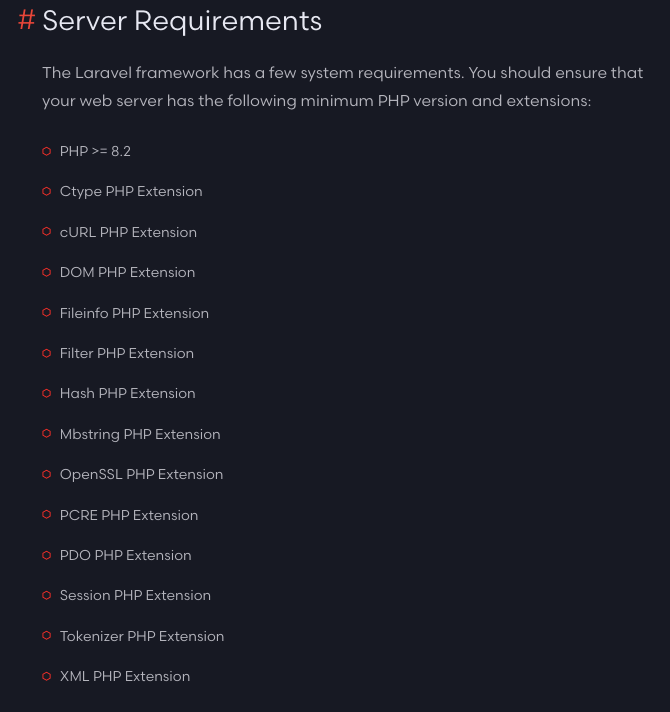 # Server Requirements
The Laravel framework has a few system requirements. You should ensure that
your web server has the following minimum PHP version and extensions:
PHP >= 8.2
Ctype PHP Extension
cURL PHP Extension
DOM PHP Extension
Fileinfo PHP Extension
Filter PHP Extension
Hash PHP Extension
Mbstring PHP Extension
OpenSSL PHP Extension
PCRE PHP Extension
PDO PHP Extension
Session PHP Extension
Tokenizer PHP Extension
XML PHP Extension